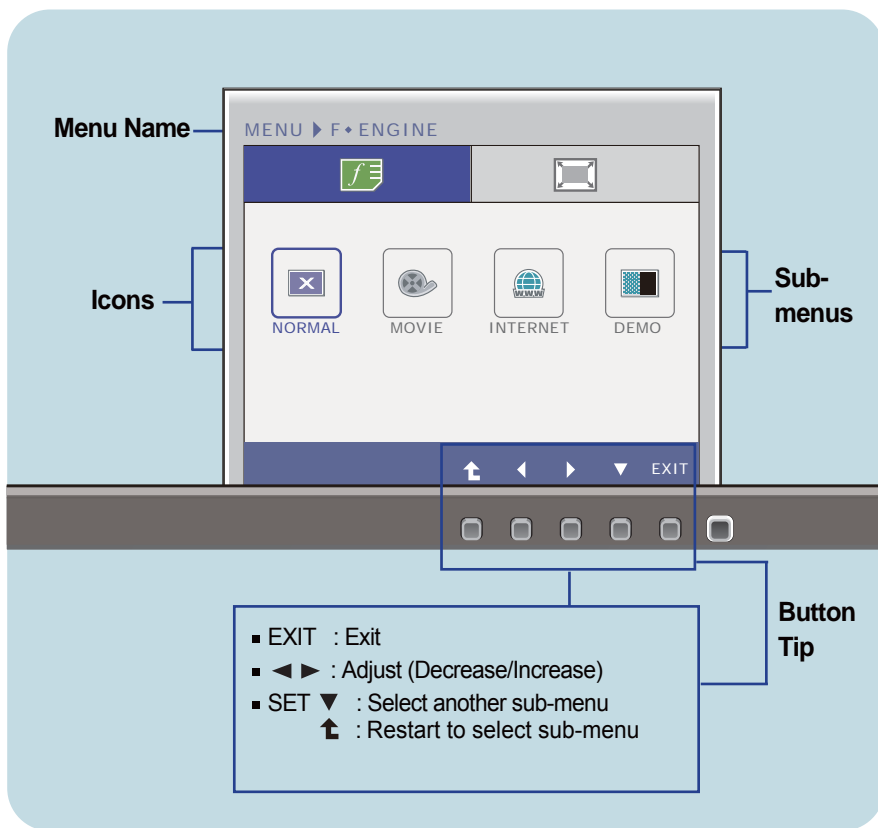 Menu Name
MENU ▶ F◆ENGINE
f
Icons
NORMAL
MOVIE
www
INTERNET
DEMO
Sub-
menus
EXIT
Button
Tip
▪ EXIT : Exit
▪ ◀ ▶ : Adjust (Decrease/Increase)
▪ SET ▼ : Select another sub-menu
⮤ : Restart to select sub-menu